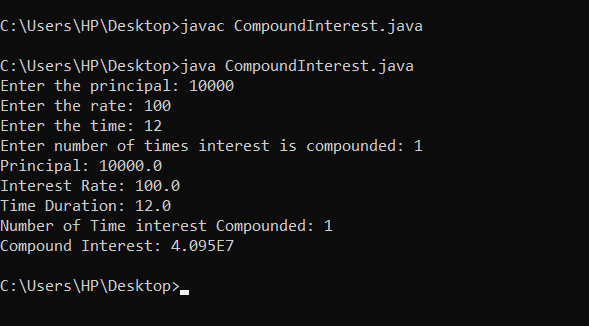 C:\Users\HP\Desktop>javac CompoundInterest.java
C:\Users\HP\Desktop>java CompoundInterest.java
Enter the principal: 10000
Enter the rate: 100
Enter the time: 12
Enter number of times interest is compounded: 1
Principal: 10000.0
Interest Rate: 100.0
Time Duration: 12.0
Number of Time interest Compounded: 1
Compound Interest: 4.095E7
C:\Users\HP\Desktop>